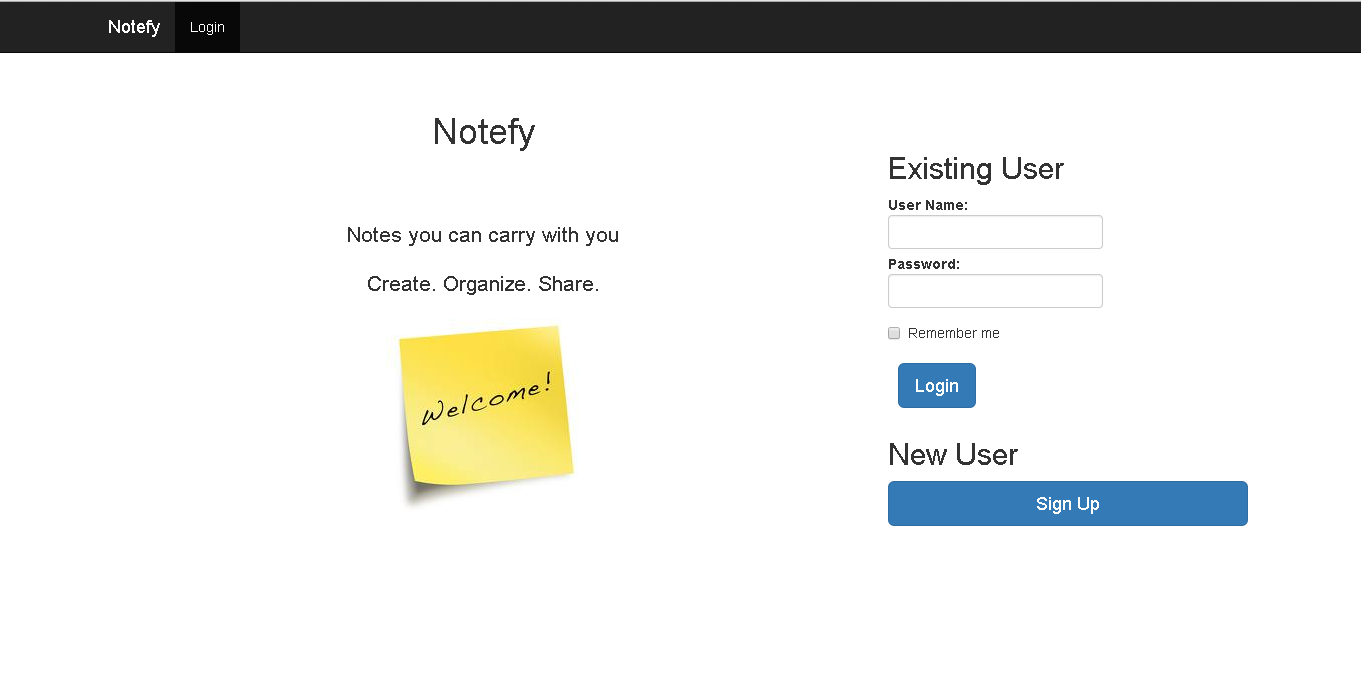 Notefy Login
Notefy
Notes you can carry with you
Create. Organize. Share.
Welcome!
Existing User
User Name:
Password:
Remember me
Login
New User
Sign Up